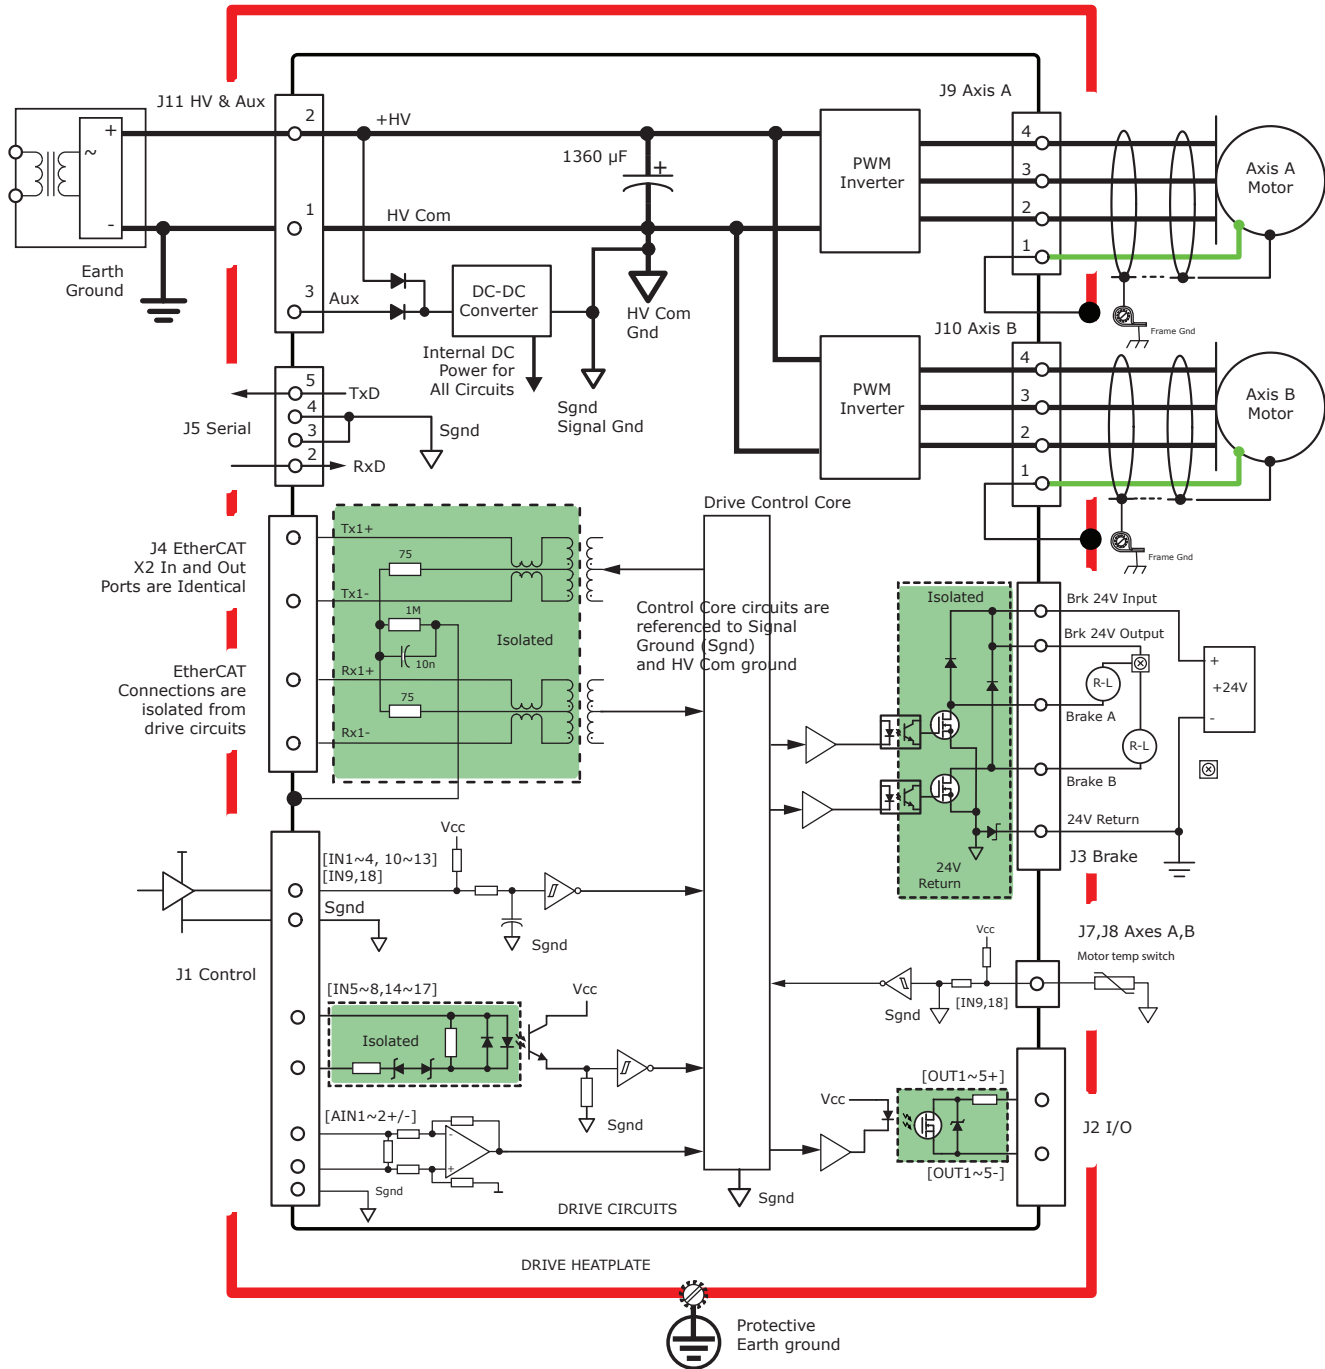 J11 HV & Aux
2
+HV
+
~
-
1
HV Com
1360 µF
+
Earth
Ground
3
Aux
DC-DC
Converter
HV Com
Gnd
Internal DC
Power for
All Circuits
Sgnd
Signal Gnd
PWM
Inverter
J9 Axis A
4
3
2
1
Axis A
Motor
Frame Gnd
PWM
Inverter
J10 Axis B
4
3
2
1
Axis B
Motor
Frame Gnd
J5 Serial
5
TxD
4
3
Sgnd
2
RxD
J4 EtherCAT
X2 In and Out
Ports are Identical
EtherCAT
Connections are
isolated from
drive circuits
Tx1+
75
Tx1-
1M
Isolated
10n
Rx1+
75
Rx1-
Drive Control Core
Control Core circuits are
referenced to Signal
Ground (Sgnd)
and HV Com ground
Isolated
Brk 24V Input
Brk 24V Output
R-L
+
+24V
-
Brake A
R-L
Brake B
24V Return
24V
Return
J3 Brake
Vcc
[IN1~4, 10~13]
[IN9,18]
Sgnd
Sgnd
J1 Control
[IN5~8,14~17]
Vcc
Isolated
Sgnd
[AIN1~2+/-]
-
+
Sgnd
Sgnd
J7,J8 Axes A,B
Motor temp switch
Vcc
[IN9,18]
Sgnd
[OUT1~5+]
Vcc
J2 I/O
[OUT1~5-]
DRIVE CIRCUITS
DRIVE HEATPLATE
Protective
Earth ground